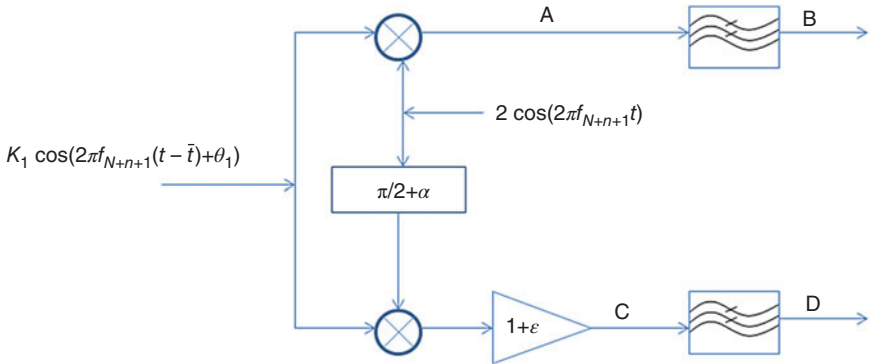 A
B
2 cos(2πf_{N+n+1}t)
K_1 cos(2πf_{N+n+1}(t − t̄)+θ_1)
π/2+α
C
D
1+ε